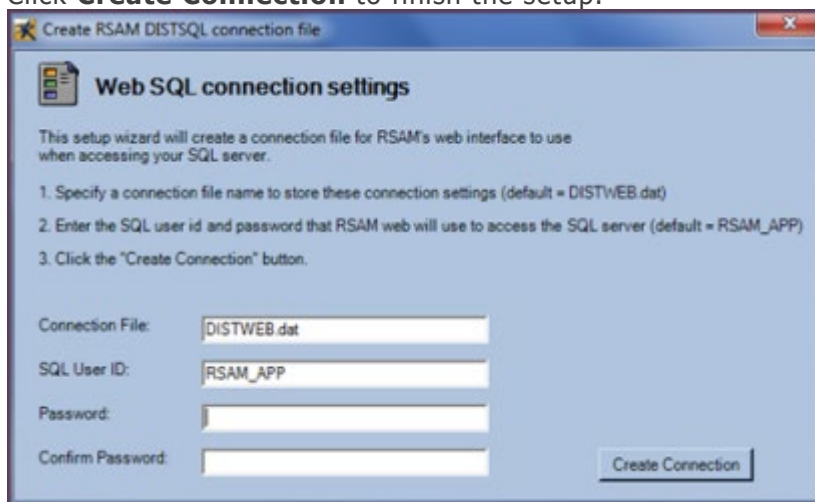 Click Create Connection to finish the setup.
Create RSAM DISTSQL connection file
Web SQL connection settings
This setup wizard will create a connection file for RSAM's web interface to use
when accessing your SQL server.
1. Specify a connection file name to store these connection settings (default = DISTWEB.dat)
2. Enter the SQL user id and password that RSAM web will use to access the SQL server (default = RSAM_APP)
3. Click the "Create Connection" button.
Connection File: DISTWEB.dat
SQL User ID: RSAM_APP
Password:
Confirm Password:
Create Connection